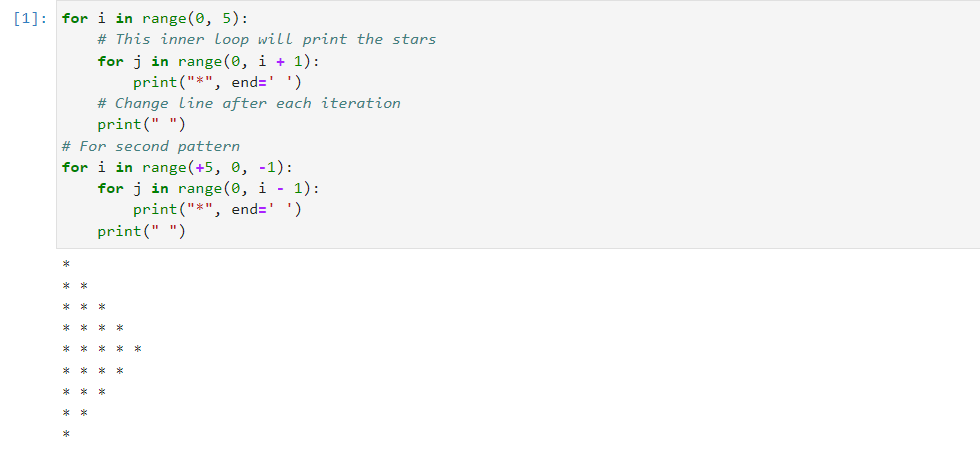 [1]: for i in range(0, 5):
    # This inner loop will print the stars
    for j in range(0, i + 1):
        print("*", end=' ')
    # Change line after each iteration
    print(" ")
# For second pattern
for i in range(+5, 0, -1):
    for j in range(0, i - 1):
        print("*", end=' ')
    print(" ")
*
* *
* * *
* * * *
* * * * *
* * * *
* * *
* *
*